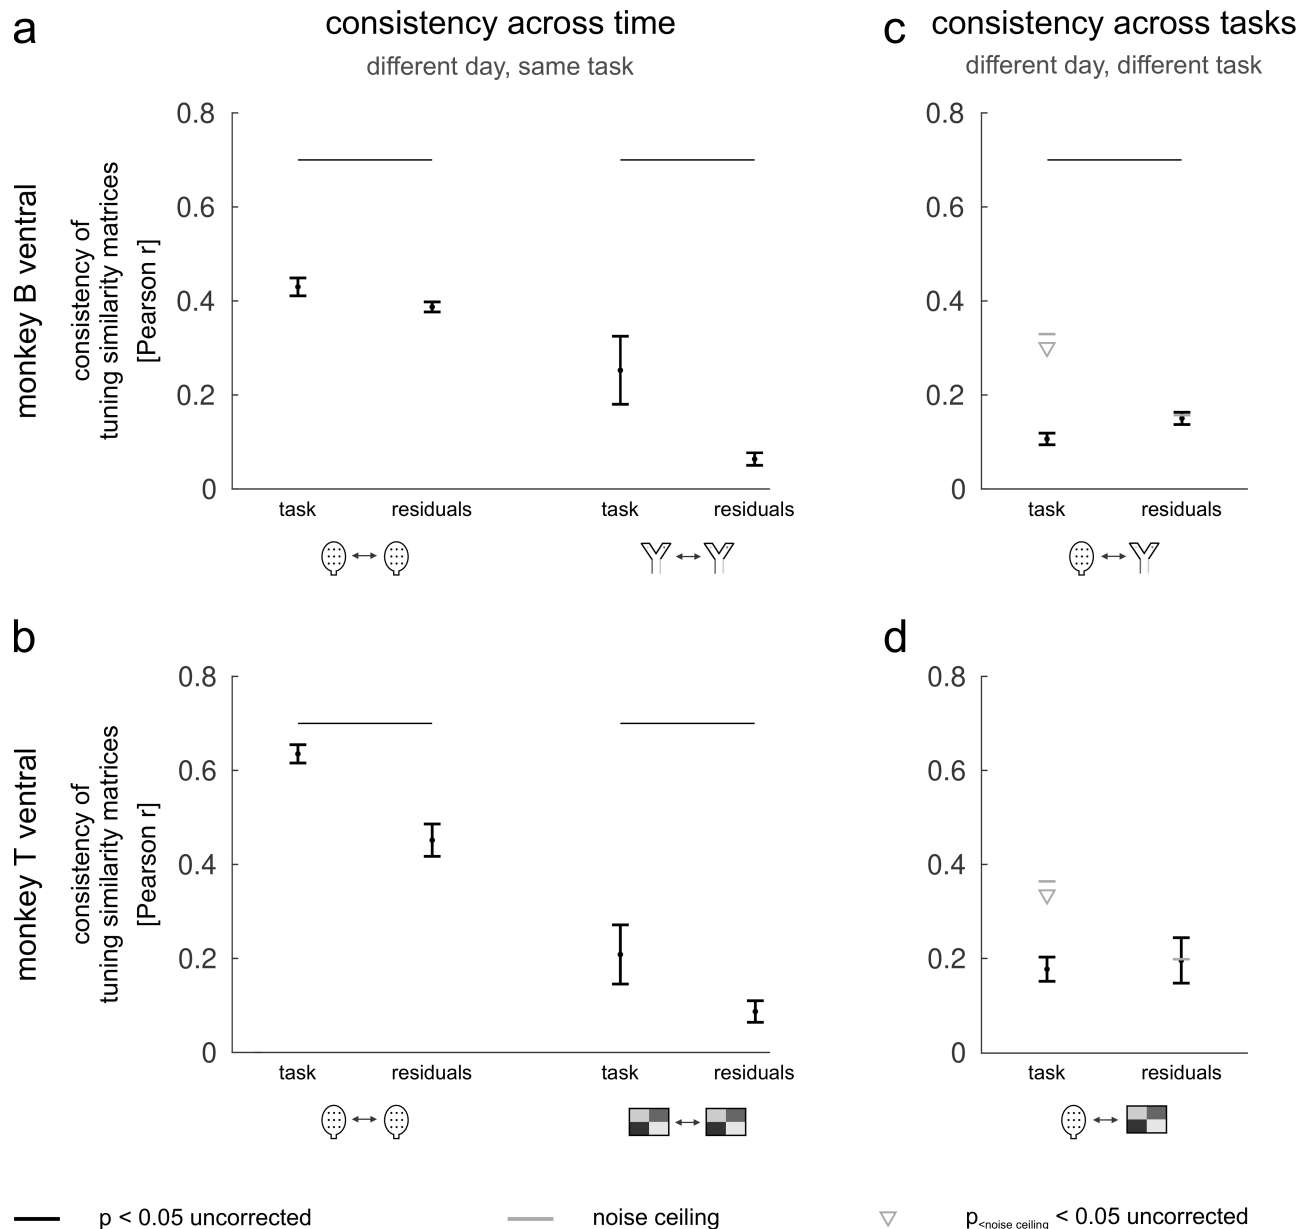 a
consistency across time
different day, same task
c
consistency across tasks
different day, different task
monkey B ventral
consistency of
tuning similarity matrices
[Pearson r]
0.8
0.6
0.4
0.2
0
task
residuals
task
residuals
0.8
0.6
0.4
0.2
0
task
residuals
b
monkey T ventral
consistency of
tuning similarity matrices
[Pearson r]
0.8
0.6
0.4
0.2
0
task
residuals
task
residuals
d
0.8
0.6
0.4
0.2
0
task
residuals
p < 0.05 uncorrected
noise ceiling
p<noise ceiling < 0.05 uncorrected